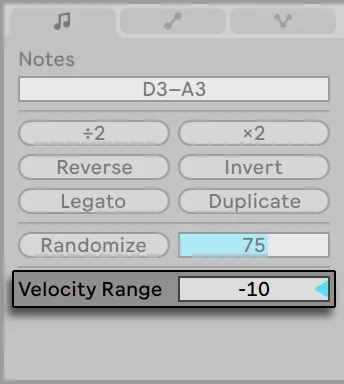 Notes
D3–A3
÷2 ×2
Reverse Invert
Legato Duplicate
Randomize 75
Velocity Range -10